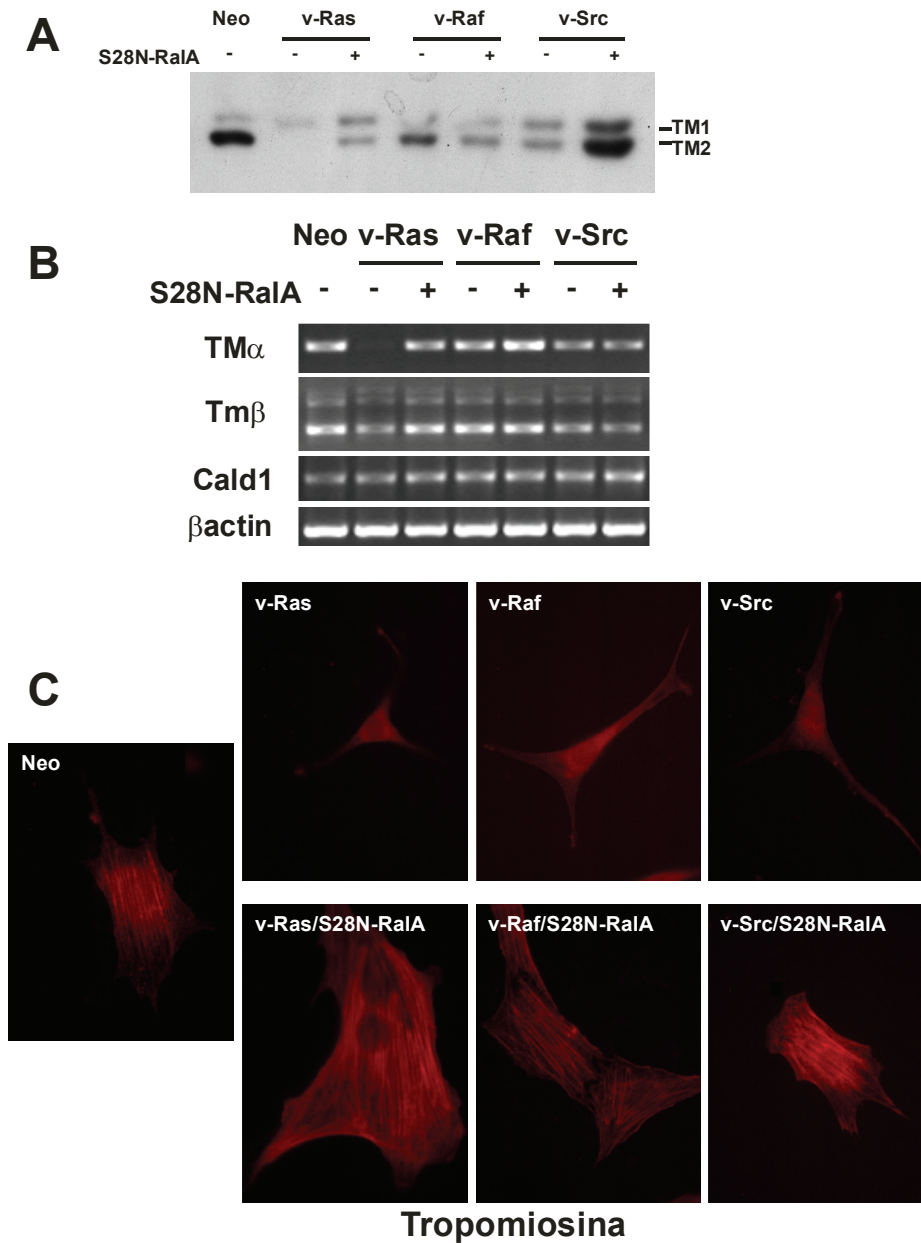 A
Neo v-Ras v-Raf v-Src
S28N-RalA - - + - + - +
TM1
TM2
B
Neo v-Ras v-Raf v-Src
S28N-RalA - - + - + - +
TMα
Tmβ
Cald1
βactin
C
Neo
v-Ras
v-Raf
v-Src
v-Ras/S28N-RalA
v-Raf/S28N-RalA
v-Src/S28N-RalA
Tropomiosina